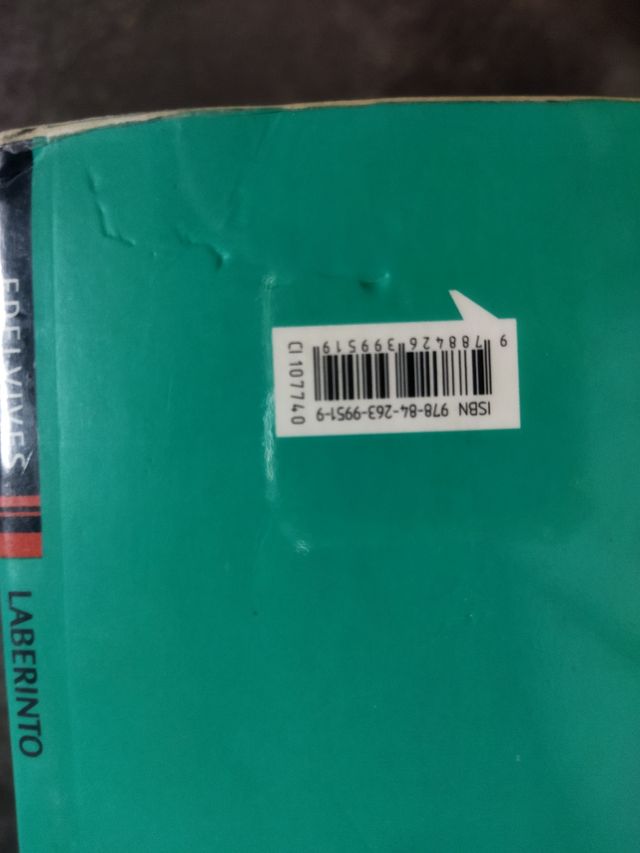 ISBN 978-84-263-9951-9
9 788426 399519
CI 107740
EDELVIVES
LABERINTO